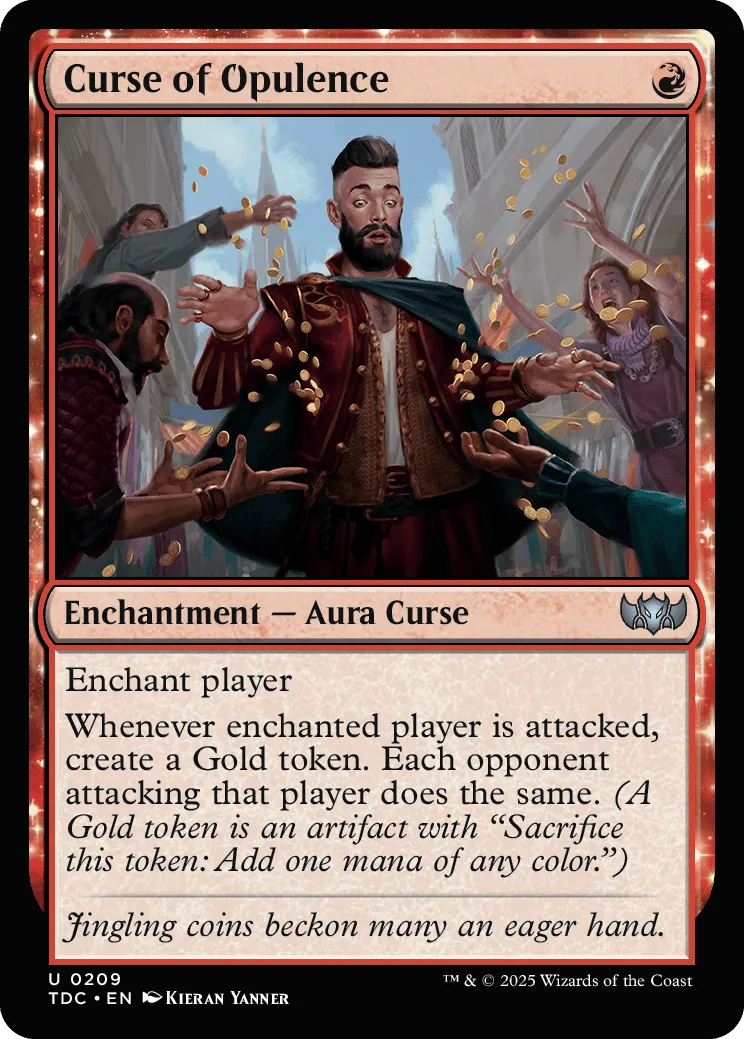 Curse of Opulence
Enchantment — Aura Curse
Enchant player
Whenever enchanted player is attacked,
create a Gold token. Each opponent
attacking that player does the same. (A
Gold token is an artifact with “Sacrifice
this token: Add one mana of any color.”)
Jingling coins beckon many an eager hand.
U 0209
TDC • EN KIERAN YANNER
™ & © 2025 Wizards of the Coast